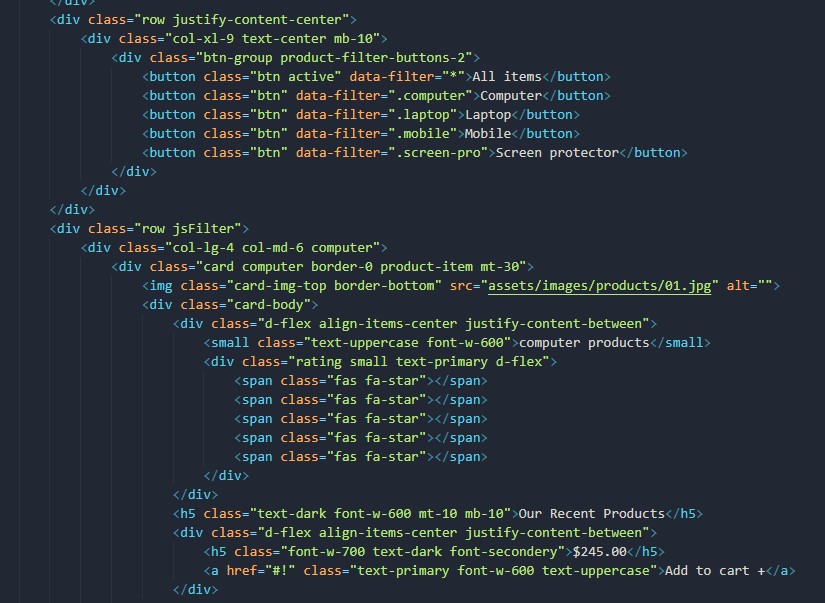 </div>
<div class="row justify-content-center">
<div class="col-xl-9 text-center mb-10">
<div class="btn-group product-filter-buttons-2">
<button class="btn active" data-filter="*">All items</button>
<button class="btn" data-filter=".computer">Computer</button>
<button class="btn" data-filter=".laptop">Laptop</button>
<button class="btn" data-filter=".mobile">Mobile</button>
<button class="btn" data-filter=".screen-pro">Screen protector</button>
</div>
</div>
</div>
<div class="row jsFilter">
<div class="col-lg-4 col-md-6 computer">
<div class="card computer border-0 product-item mt-30">
<img class="card-img-top border-bottom" src="assets/images/products/01.jpg" alt="">
<div class="card-body">
<div class="d-flex align-items-center justify-content-between">
<small class="text-uppercase font-w-600">computer products</small>
<div class="rating small text-primary d-flex">
<span class="fas fa-star"></span>
<span class="fas fa-star"></span>
<span class="fas fa-star"></span>
<span class="fas fa-star"></span>
<span class="fas fa-star"></span>
</div>
</div>
<h5 class="text-dark font-w-600 mt-10 mb-10">Our Recent Products</h5>
<div class="d-flex align-items-center justify-content-between">
<h5 class="font-w-700 text-dark font-secondery">$245.00</h5>
<a href="#!" class="text-primary font-w-600 text-uppercase">Add to cart +</a>
</div>